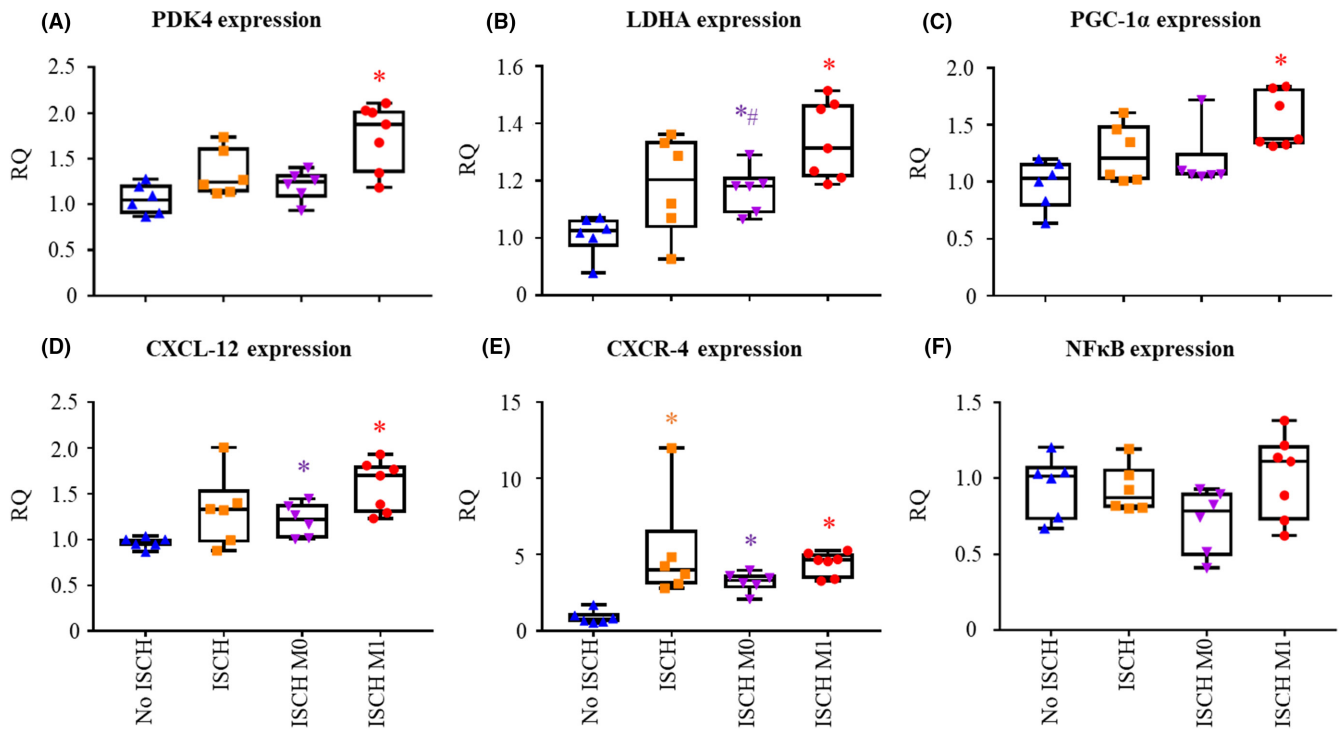 (A) PDK4 expression
RQ
2.5
2.0
1.5
1.0
0.5
0
*
(B) LDHA expression
RQ
1.6
1.4
1.2
1.0
0
*#
*
(C) PGC-1α expression
RQ
2.0
1.5
1.0
0.5
0
*
(D) CXCL-12 expression
RQ
2.5
2.0
1.5
1.0
0.5
0
*
*
No ISCH
ISCH
ISCH M0
ISCH M1
(E) CXCR-4 expression
RQ
15
10
5
0
*
*
*
No ISCH
ISCH
ISCH M0
ISCH M1
(F) NFκB expression
RQ
1.5
1.0
0.5
0
No ISCH
ISCH
ISCH M0
ISCH M1